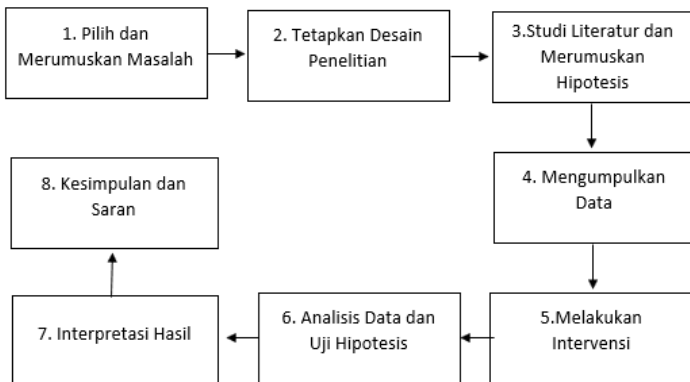 1. Pilih dan
Merumuskan Masalah
2. Tetapkan Desain
Penelitian
3.Studi Literatur dan
Merumuskan
Hipotesis
4. Mengumpulkan
Data
5.Melakukan
Intervensi
6. Analisis Data dan
Uji Hipotesis
7. Interpretasi Hasil
8. Kesimpulan dan
Saran